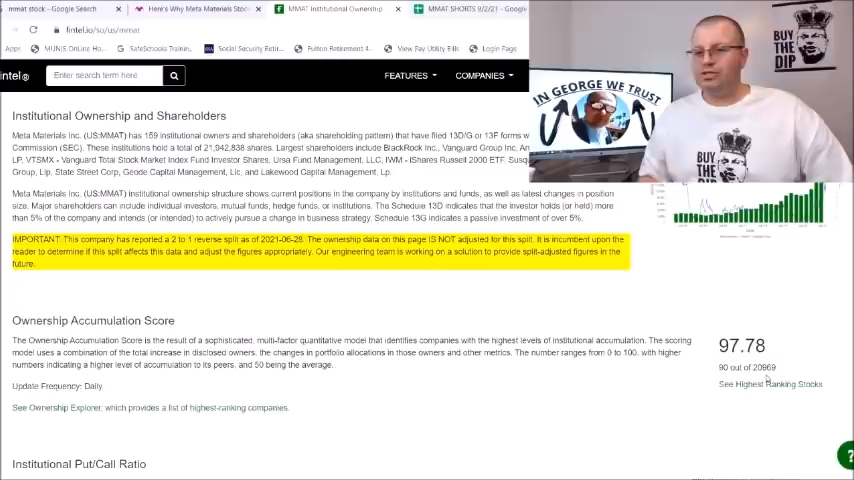 mmat stock - Google Search
Here's Why Meta Materials Stock
MMAT Institutional Ownership
MMAT SHORTS 9/2/21 - Google
fintel.io/so/us/mmat
MUNIS Online Ho...
SafeSchools Trainin...
Social Security Retir...
Fulton Retirement 4...
View Pay Utility Bills
Login Page
intel®
Enter search term here
FEATURES
COMPANIES
BUY
THE
DIP
IN GEORGE WE TRUST
BUY
THE
DIP
Institutional Ownership and Shareholders
Meta Materials Inc. (US:MMAT) has 159 institutional owners and shareholders (aka shareholding pattern) that have filed 13D/G or 13F forms w
Commission (SEC). These institutions hold a total of 21,942,838 shares. Largest shareholders include BlackRock Inc., Vanguard Group Inc,
LP, VTSMX - Vanguard Total Stock Market Index Fund Investor Shares, Ursa Fund Management, LLC, IWM - iShares Russell 2000 ETF, Susq
Group, Llp, State Street Corp, Geode Capital Management, Llc, and Lakewood Capital Management, Lp.
Meta Materials Inc. (US:MMAT) institutional ownership structure shows current positions in the company by institutions and funds, as well as latest changes in position
size. Major shareholders can include individual investors, mutual funds, hedge funds, or institutions. The Schedule 13D indicates that the investor holds (or held) more
than 5% of the company and intends (or intended) to actively pursue a change in business strategy. Schedule 13G indicates a passive investment of over 5%.
IMPORTANT: This company has reported a 2 to 1 reverse split as of 2021-06-28. The ownership data on this page IS NOT adjusted for this split. It is incumbent upon the
reader to determine if this split affects this data and adjust the figures appropriately. Our engineering team is working on a solution to provide split-adjusted figures in the
future.
Ownership Accumulation Score
The Ownership Accumulation Score is the result of a sophisticated, multi-factor quantitative model that identifies companies with the highest levels of institutional accumulation. The scoring
model uses a combination of the total increase in disclosed owners, the changes in portfolio allocations in those owners and other metrics. The number ranges from 0 to 100, with higher
numbers indicating a higher level of accumulation to its peers, and 50 being the average.
97.78
90 out of 20969
See Highest Ranking Stocks
Update Frequency: Daily
See Ownership Explorer, which provides a list of highest-ranking companies.
Institutional Put/Call Ratio
?